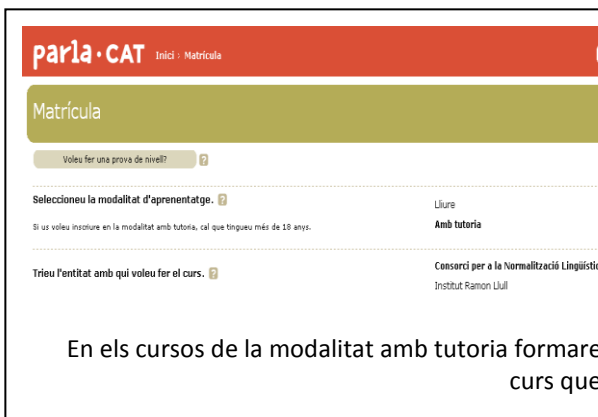 parla·CAT Inici › Matrícula
Matrícula
Voleu fer una prova de nivell? ?
Seleccioneu la modalitat d'aprenentatge. ?
Lliure
Si us voleu inscriure en la modalitat amb tutoria, cal que tingueu més de 18 anys.
Amb tutoria
Trieu l'entitat amb qui voleu fer el curs. ?
Consorci per a la Normalització Lingüístic
Institut Ramon Llull
En els cursos de la modalitat amb tutoria formare
curs que